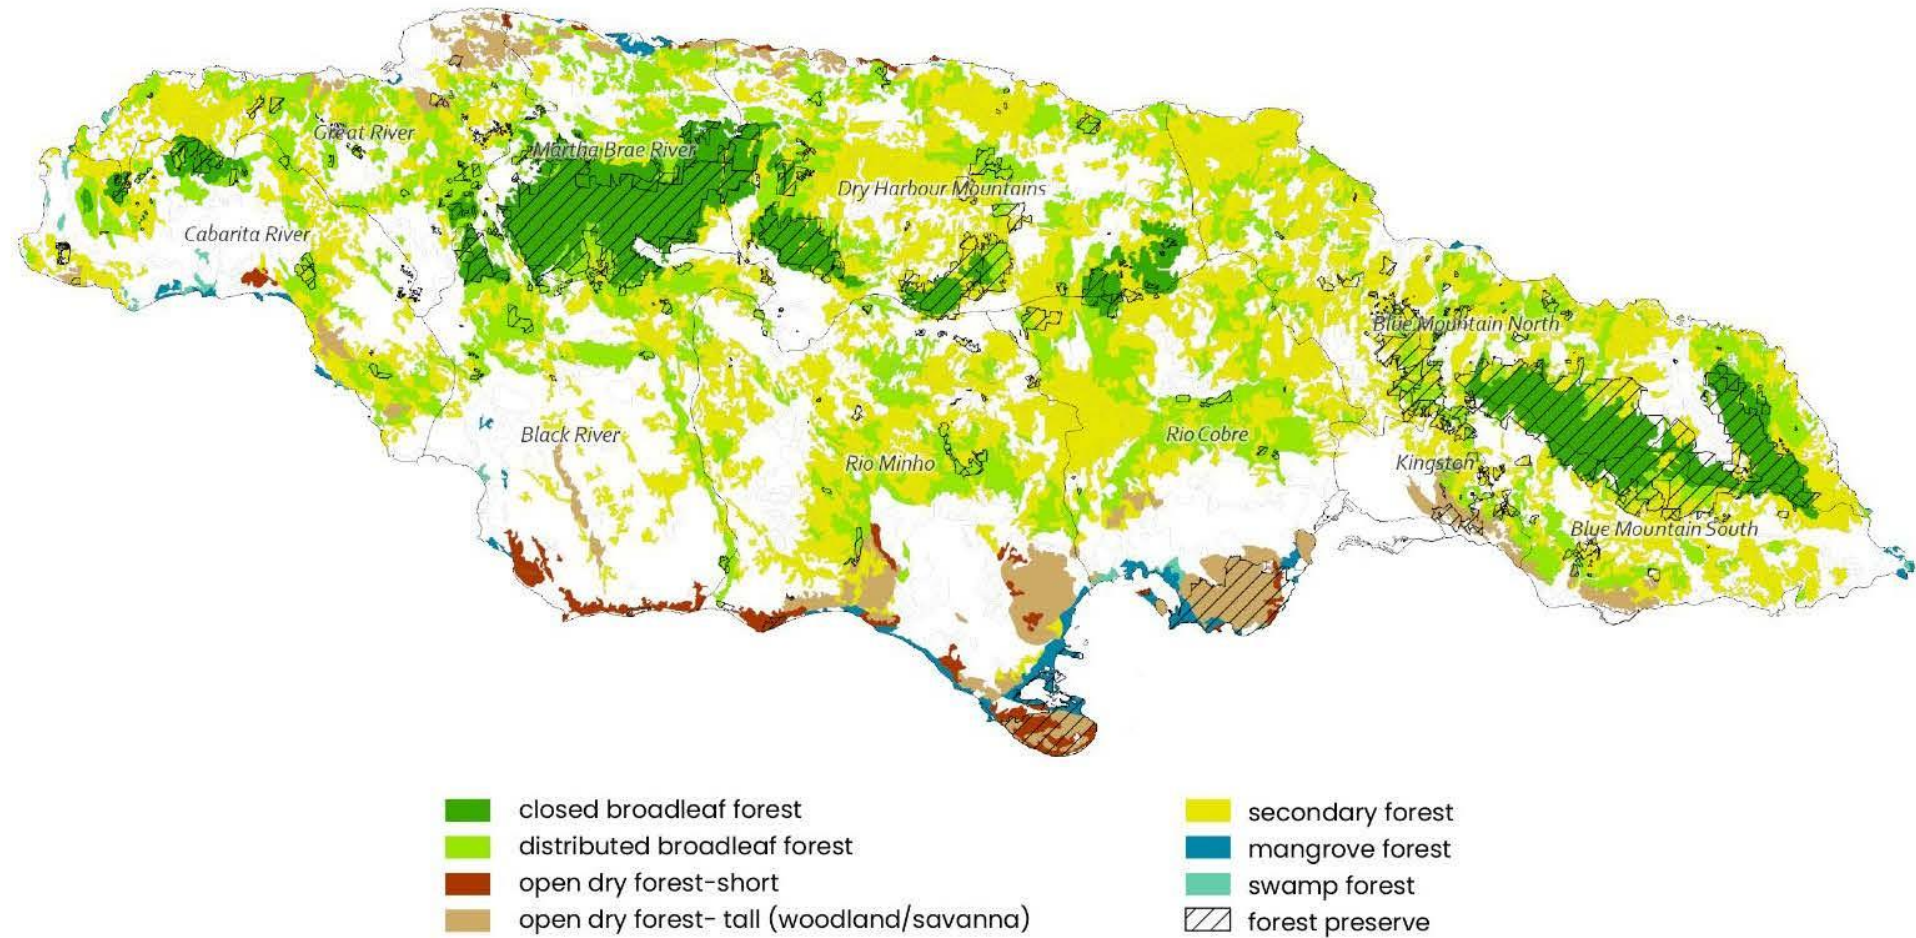 Great River
Martha Brae River
Dry Harbour Mountains
Cabarita River
Blue Mountain North
Black River
Rio Cobre
Rio Minho
Kingston
Blue Mountain South
closed broadleaf forest
distributed broadleaf forest
open dry forest-short
open dry forest- tall (woodland/savanna)
secondary forest
mangrove forest
swamp forest
forest preserve